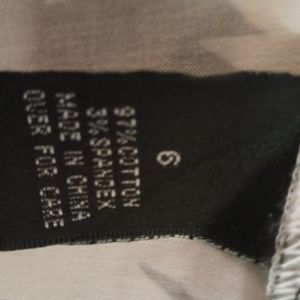 6
97%COTTON
3%SPANDEX
MADE IN CHINA
OVER FOR CARE